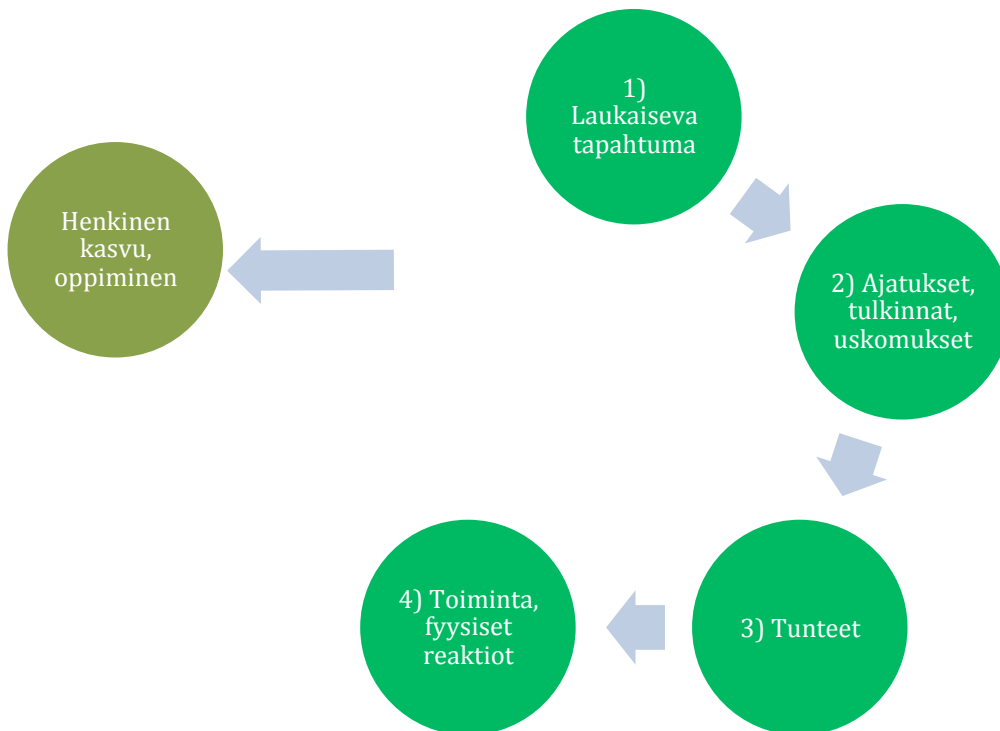 1)
Laukaiseva
tapahtuma
2) Ajatukset,
tulkinnat,
uskomukset
3) Tunteet
4) Toiminta,
fyysiset
reaktiot
Henkinen
kasvu,
oppiminen